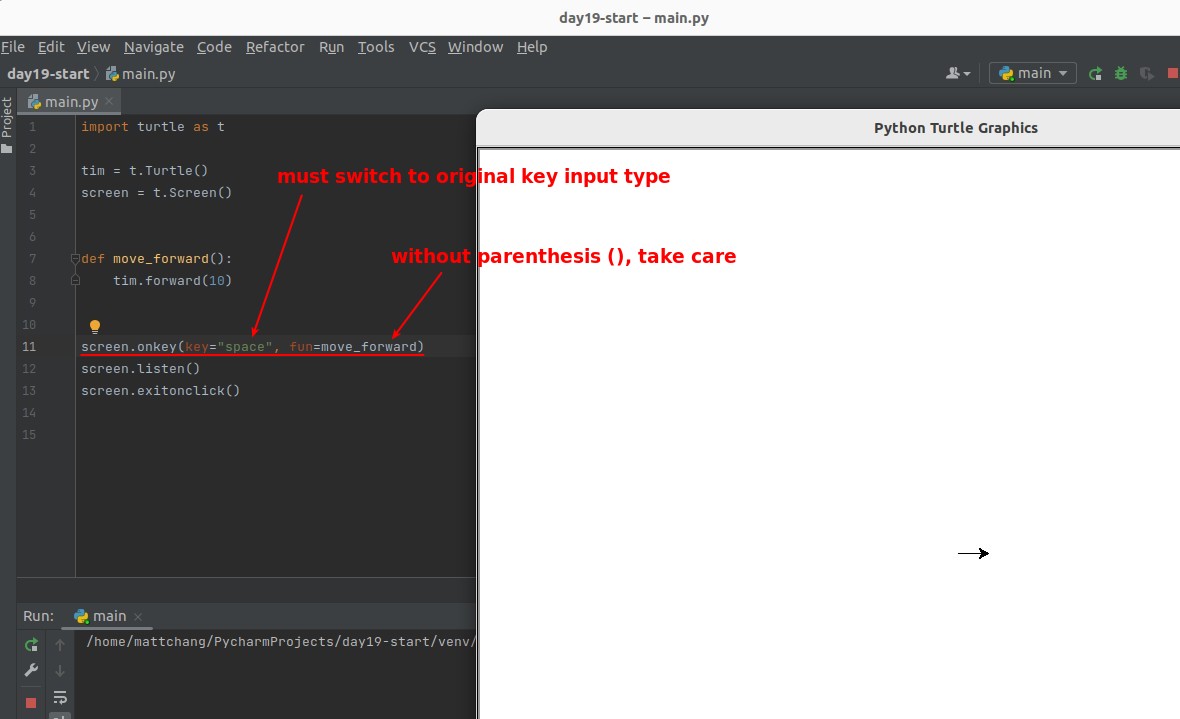 day19-start – main.py
File Edit View Navigate Code Refactor Run Tools VCS Window Help
day19-start main.py
main
main.py
Project
Python Turtle Graphics
1 import turtle as t
2
3 tim = t.Turtle()
must switch to original key input type
4 screen = t.Screen()
5
6
7 def move_forward():
without parenthesis (), take care
8 tim.forward(10)
9
10
11 screen.onkey(key="space", fun=move_forward)
12 screen.listen()
13 screen.exitonclick()
14
15
Run: main
/home/mattchang/PycharmProjects/day19-start/venv/